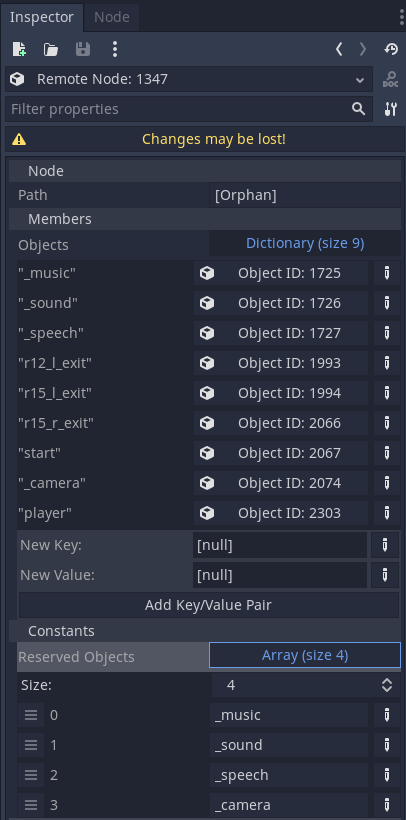 Inspector Node
Remote Node: 1347
Filter properties
Changes may be lost!
Node
Path [Orphan]
Members
Objects Dictionary (size 9)
"_music" Object ID: 1725
"_sound" Object ID: 1726
"_speech" Object ID: 1727
"r12_l_exit" Object ID: 1993
"r15_l_exit" Object ID: 1994
"r15_r_exit" Object ID: 2066
"start" Object ID: 2067
"_camera" Object ID: 2074
"player" Object ID: 2303
New Key: [null]
New Value: [null]
Add Key/Value Pair
Constants
Reserved Objects Array (size 4)
Size: 4
0 _music
1 _sound
2 _speech
3 _camera